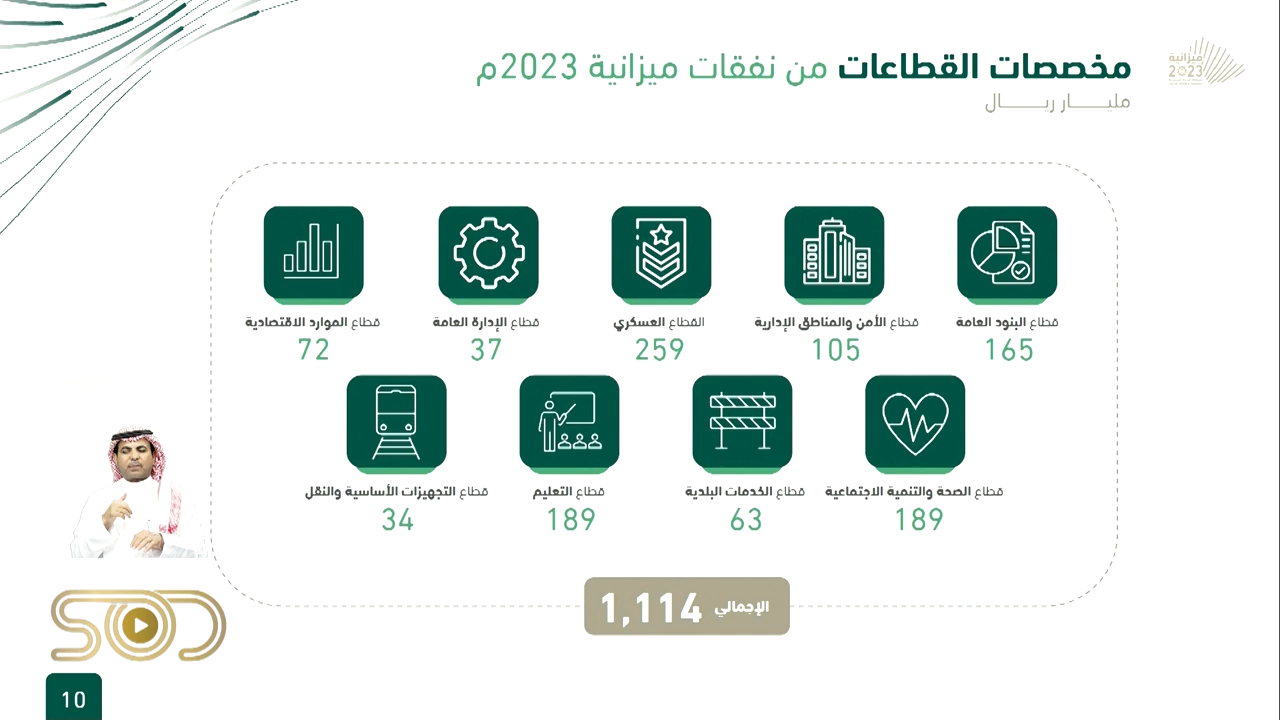 مخصصات القطاعات من نفقات ميزانية 2023م
مليـــــار ريـــــال
ميزانية
2023
قطاع البنود العامة
165
قطاع الأمن والمناطق الإدارية
105
القطاع العسكري
259
قطاع الإدارة العامة
37
قطاع الموارد الاقتصادية
72
قطاع الصحة والتنمية الاجتماعية
189
قطاع الخدمات البلدية
63
قطاع التعليم
189
قطاع التجهيزات الأساسية والنقل
34
الإجمالي 1,114
10